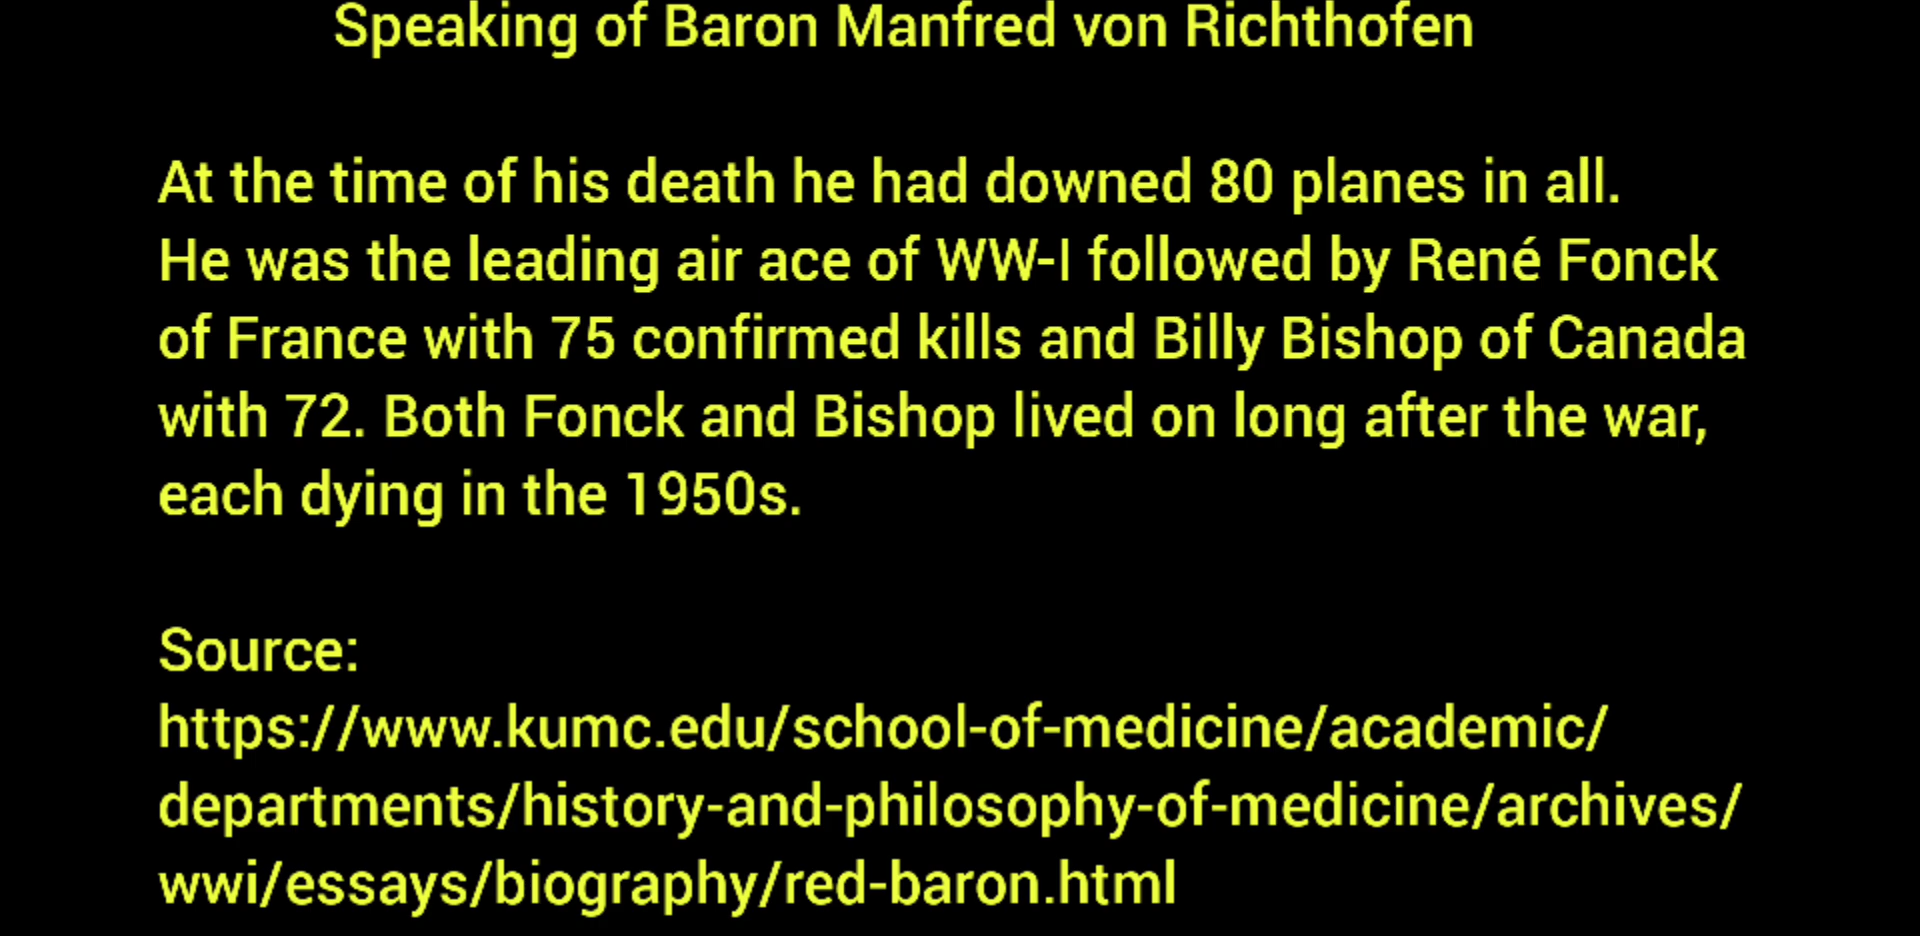 Speaking of Baron Manfred von Richthofen
At the time of his death he had downed 80 planes in all.
He was the leading air ace of WW-I followed by René Fonck
of France with 75 confirmed kills and Billy Bishop of Canada
with 72. Both Fonck and Bishop lived on long after the war,
each dying in the 1950s.
Source:
https://www.kumc.edu/school-of-medicine/academic/
departments/history-and-philosophy-of-medicine/archives/
wwi/essays/biography/red-baron.html